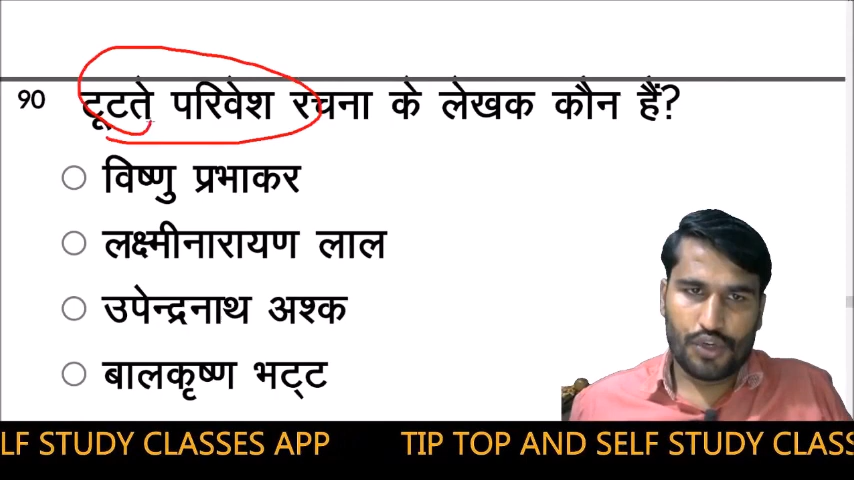 90 टूटते परिवेश रचना के लेखक कौन हैं?
विष्णु प्रभाकर
लक्ष्मीनारायण लाल
उपेन्द्रनाथ अश्क
बालकृष्ण भट्ट
LF STUDY CLASSES APP TIP TOP AND SELF STUDY CLASS